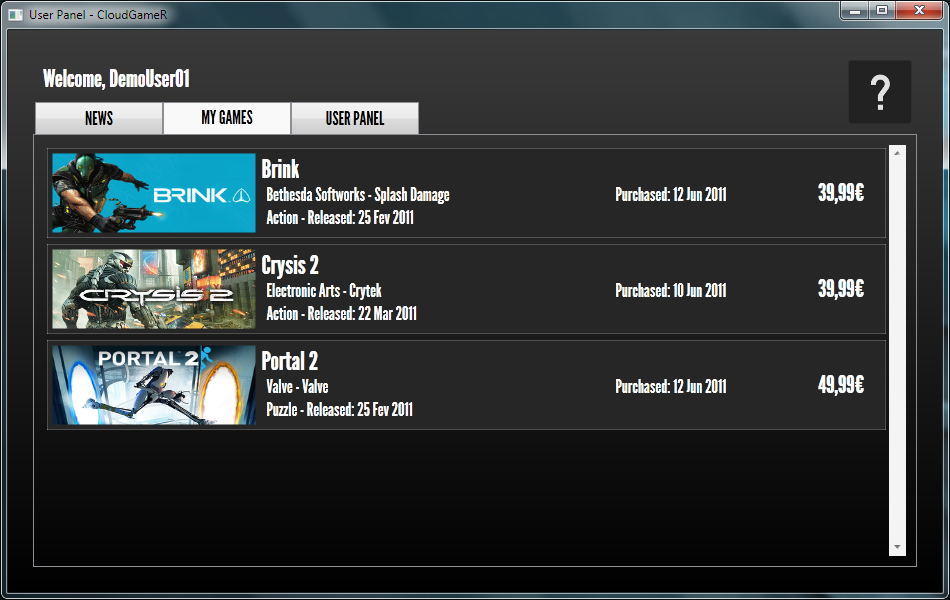 User Panel - CloudGameR
Welcome, DemoUser01
?
NEWS
MY GAMES
USER PANEL
BRINK
Brink
Bethesda Softworks - Splash Damage
Action - Released: 25 Fev 2011
Purchased: 12 Jun 2011
39,99€
CRYSIS 2
Crysis 2
Electronic Arts - Crytek
Action - Released: 22 Mar 2011
Purchased: 10 Jun 2011
39,99€
PORTAL 2
Portal 2
Valve - Valve
Puzzle - Released: 25 Fev 2011
Purchased: 12 Jun 2011
49,99€